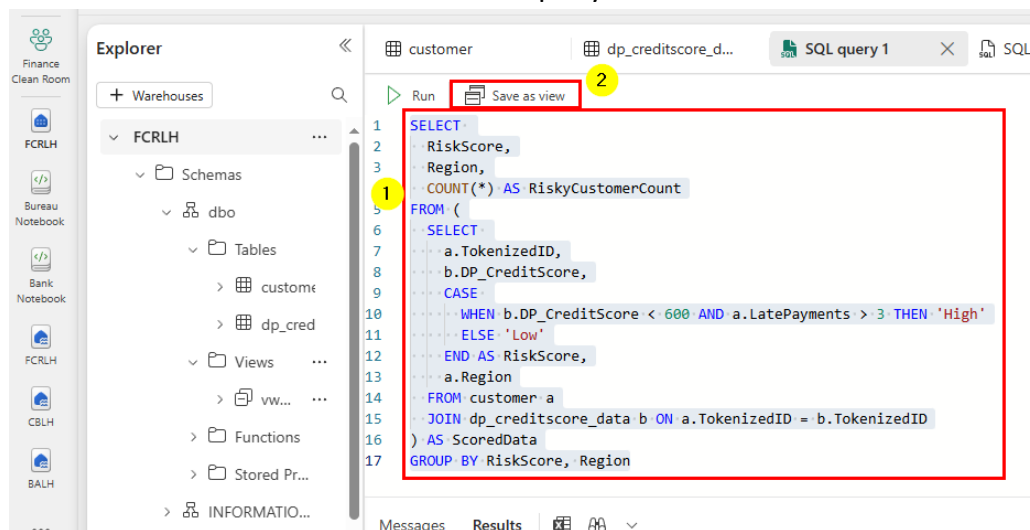 Finance
Clean Room
FCRLH
Bureau
Notebook
Bank
Notebook
FCRLH
CBLH
BALH
Explorer
+ Warehouses
FCRLH
Schemas
dbo
Tables
custome
dp_cred
Views
vw...
Functions
Stored Pr...
INFORMATIO...
customer
dp_creditscore_d...
SQL query 1
SQL
Run
Save as view
2
1
1 SELECT
2 RiskScore,
3 Region,
COUNT(*) AS RiskyCustomerCount
5 FROM (
6 SELECT
7 a.TokenizedID,
8 b.DP_CreditScore,
9 CASE
10 WHEN b.DP_CreditScore < 600 AND a.LatePayments > 3 THEN 'High'
11 ELSE 'Low'
12 END AS RiskScore,
13 a.Region
14 FROM customer a
15 JOIN dp_creditscore_data b ON a.TokenizedID = b.TokenizedID
16 ) AS ScoredData
17 GROUP BY RiskScore, Region
Messages
Results